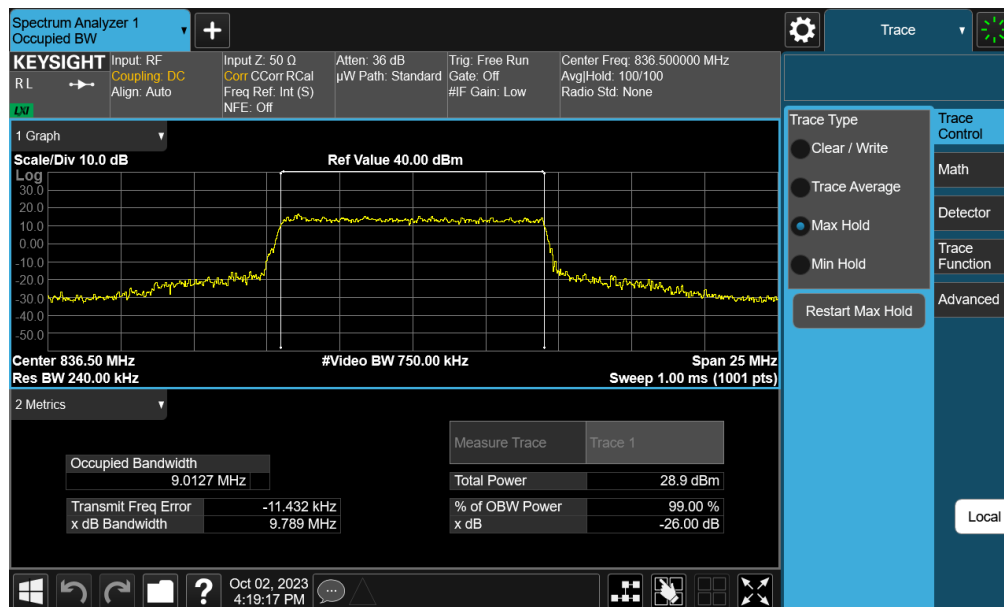 Spectrum Analyzer 1
Occupied BW
Trace
KEYSIGHT
RL
LXI
Input: RF
Coupling: DC
Align: Auto
Input Z: 50 Ω
Corr CCorr RCal
Freq Ref: Int (S)
NFE: Off
Atten: 36 dB
µW Path: Standard
Trig: Free Run
Gate: Off
#IF Gain: Low
Center Freq: 836.500000 MHz
Avg|Hold: 100/100
Radio Std: None
1 Graph
Scale/Div 10.0 dB
Ref Value 40.00 dBm
Log
30.0
20.0
10.0
0.00
-10.0
-20.0
-30.0
-40.0
-50.0
Center 836.50 MHz
#Video BW 750.00 kHz
Span 25 MHz
Res BW 240.00 kHz
Sweep 1.00 ms (1001 pts)
2 Metrics
Measure Trace
Trace 1
Occupied Bandwidth
9.0127 MHz
Total Power
28.9 dBm
Transmit Freq Error
-11.432 kHz
% of OBW Power
99.00 %
x dB Bandwidth
9.789 MHz
x dB
-26.00 dB
Trace Type
Clear / Write
Trace Average
Max Hold
Min Hold
Restart Max Hold
Trace
Control
Math
Detector
Trace
Function
Advanced
Local
?
Oct 02, 2023
4:19:17 PM